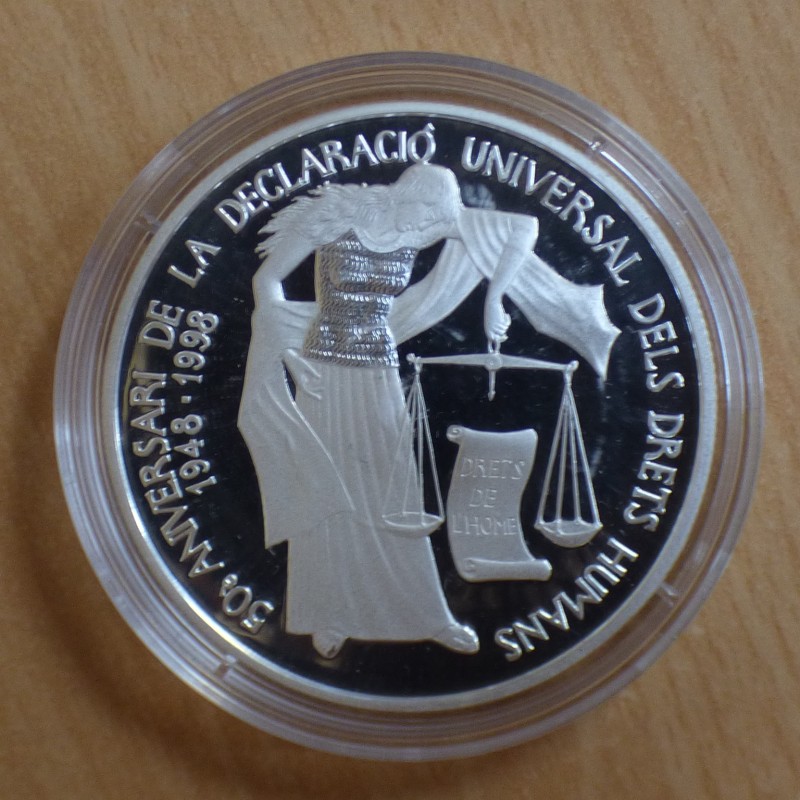 50è ANIVERSARI DE LA DECLARACIÓ UNIVERSAL DELS DRETS HUMANS
1948 - 1998
DRETS
DE
L'HOME